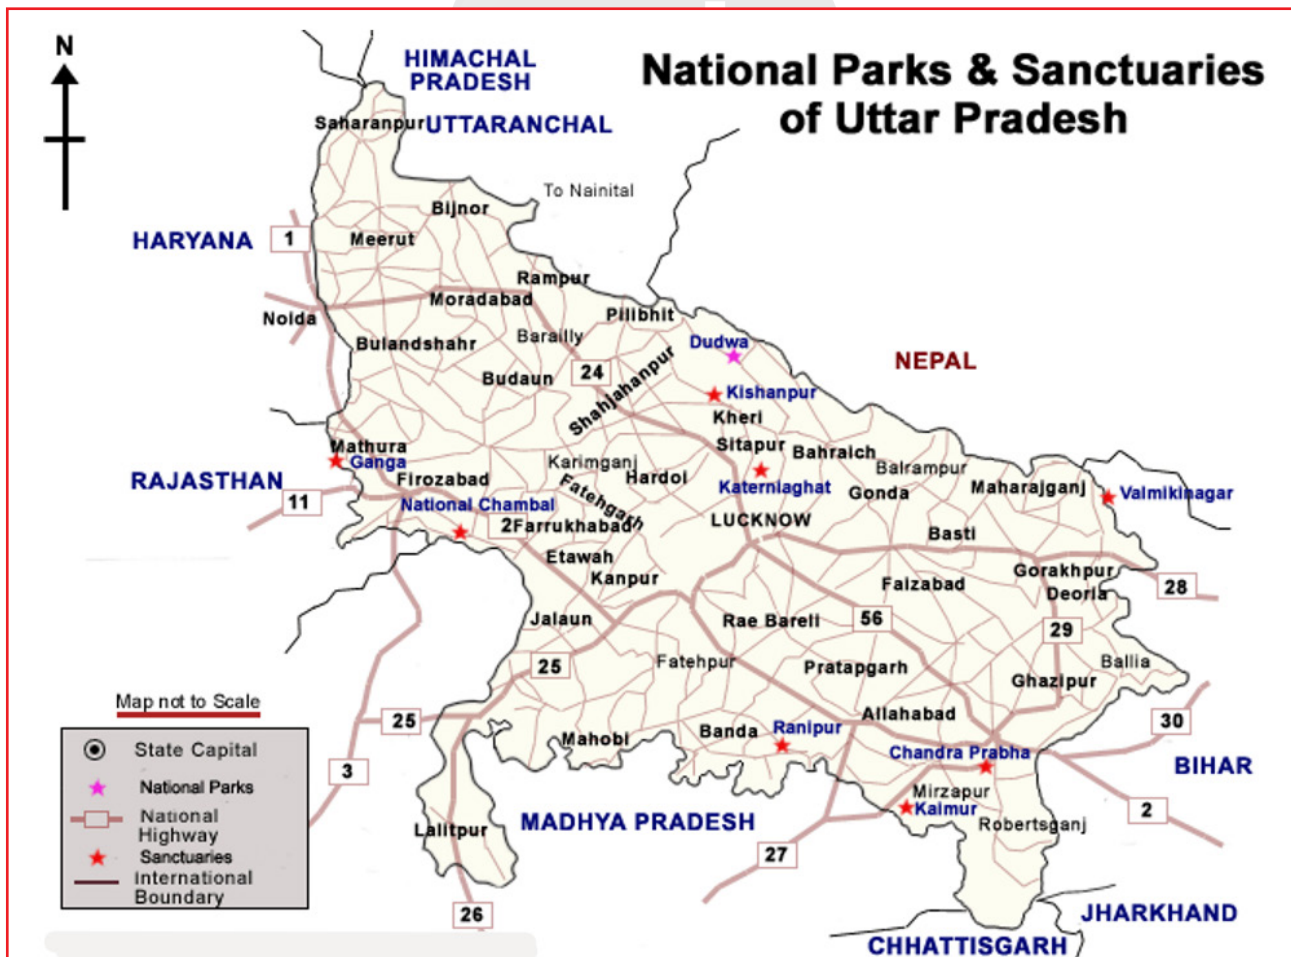 National Parks & Sanctuaries
of Uttar Pradesh
N
HIMACHAL
PRADESH
Saharanpur
UTTARANCHAL
To Nainital
Bijnor
HARYANA
1
Meerut
Rampur
Moradabad
Noida
Pilibhit
Bulandshahr
Barailly
Dudwa
NEPAL
Budaun
24
Shahjahanpur
Kishanpur
Kheri
Mathura
Ganga
Sitapur
Bahraich
Karimganj
Balrampur
RAJASTHAN
Firozabad
Hardoi
Katerniaghat
Gonda
Maharajganj
Valmikinagar
11
National Chambal
Fatehgarh
2
Farrukhabad
LUCKNOW
Basti
Etawah
Kanpur
Gorakhpur
Faizabad
Deoria
28
Jalaun
Rae Bareli
56
29
25
Fatehpur
Pratapgarh
Ballia
Ghazipur
Map not to Scale
25
Allahabad
30
Mahobi
Banda
Ranipur
Chandra Prabha
BIHAR
3
Mirzapur
Kaimur
2
Lalitpur
MADHYA PRADESH
Robertsganj
27
26
JHARKHAND
CHHATTISGARH
State Capital
National Parks
National
Highway
Sanctuaries
International
Boundary